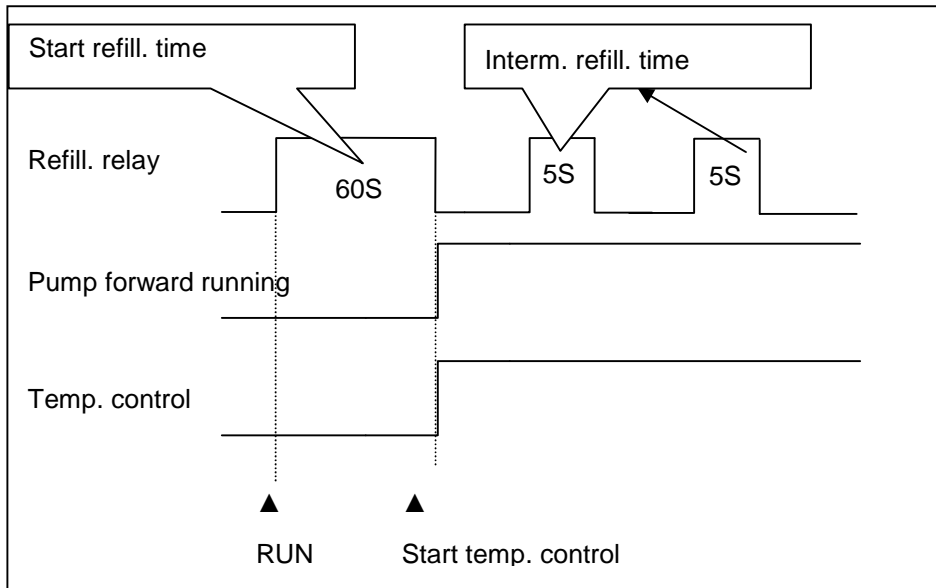 Start refill. time
Interm. refill. time
Refill. relay
60S
5S
5S
Pump forward running
Temp. control
RUN
Start temp. control